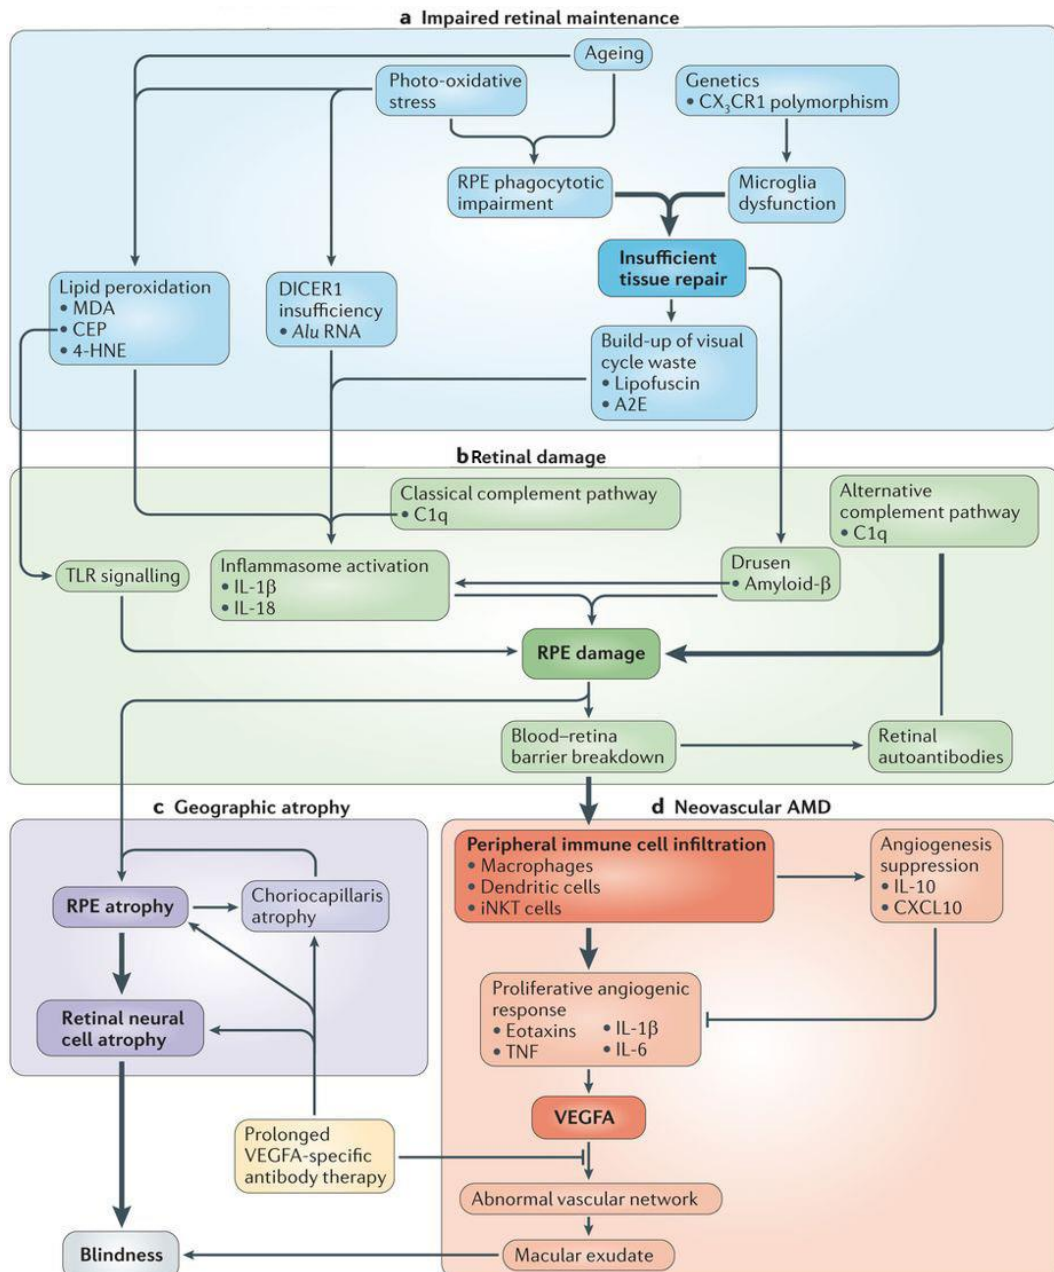 a Impaired retinal maintenance
Ageing
Photo-oxidative
stress
Genetics
• CX₃CR1 polymorphism
RPE phagocytotic
impairment
Microglia
dysfunction
Insufficient
tissue repair
Lipid peroxidation
• MDA
• CEP
• 4-HNE
DICER1
insufficiency
• Alu RNA
Build-up of visual
cycle waste
• Lipofuscin
• A2E
b Retinal damage
Classical complement pathway
• C1q
Alternative
complement pathway
• C1q
TLR signalling
Inflammasome activation
• IL-1β
• IL-18
Drusen
• Amyloid-β
RPE damage
Blood–retina
barrier breakdown
Retinal
autoantibodies
c Geographic atrophy
RPE atrophy
Choriocapillaris
atrophy
Retinal neural
cell atrophy
d Neovascular AMD
Peripheral immune cell infiltration
• Macrophages
• Dendritic cells
• iNKT cells
Angiogenesis
suppression
• IL-10
• CXCL10
Proliferative angiogenic
response
• Eotaxins • IL-1β
• TNF • IL-6
VEGFA
Prolonged
VEGFA-specific
antibody therapy
Abnormal vascular network
Macular exudate
Blindness